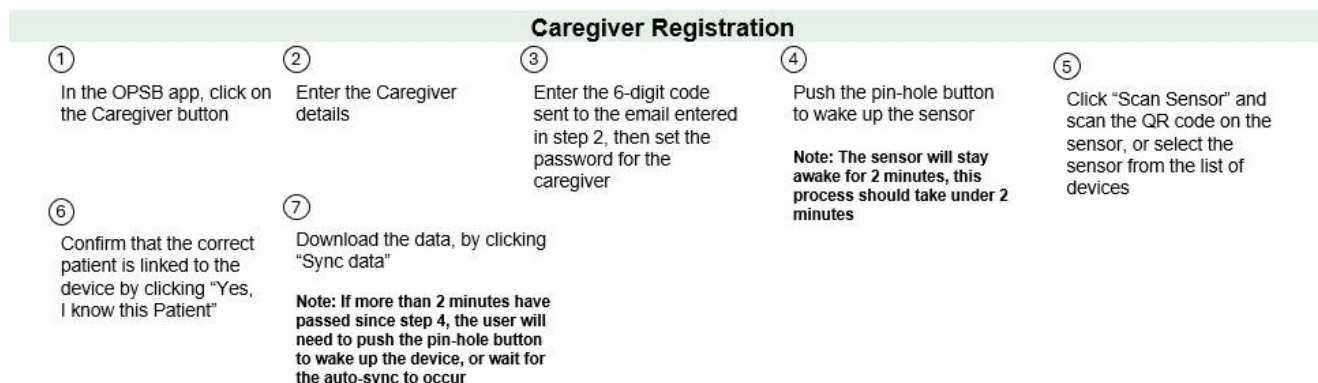 Caregiver Registration
1
In the OPSB app, click on
the Caregiver button
2
Enter the Caregiver
details
3
Enter the 6-digit code
sent to the email entered
in step 2, then set the
password for the
caregiver
4
Push the pin-hole button
to wake up the sensor
Note: The sensor will stay
awake for 2 minutes, this
process should take under 2
minutes
5
Click “Scan Sensor” and
scan the QR code on the
sensor, or select the
sensor from the list of
devices
6
Confirm that the correct
patient is linked to the
device by clicking “Yes,
I know this Patient”
7
Download the data, by clicking
“Sync data”
Note: If more than 2 minutes have
passed since step 4, the user will
need to push the pin-hole button
to wake up the device, or wait for
the auto-sync to occur